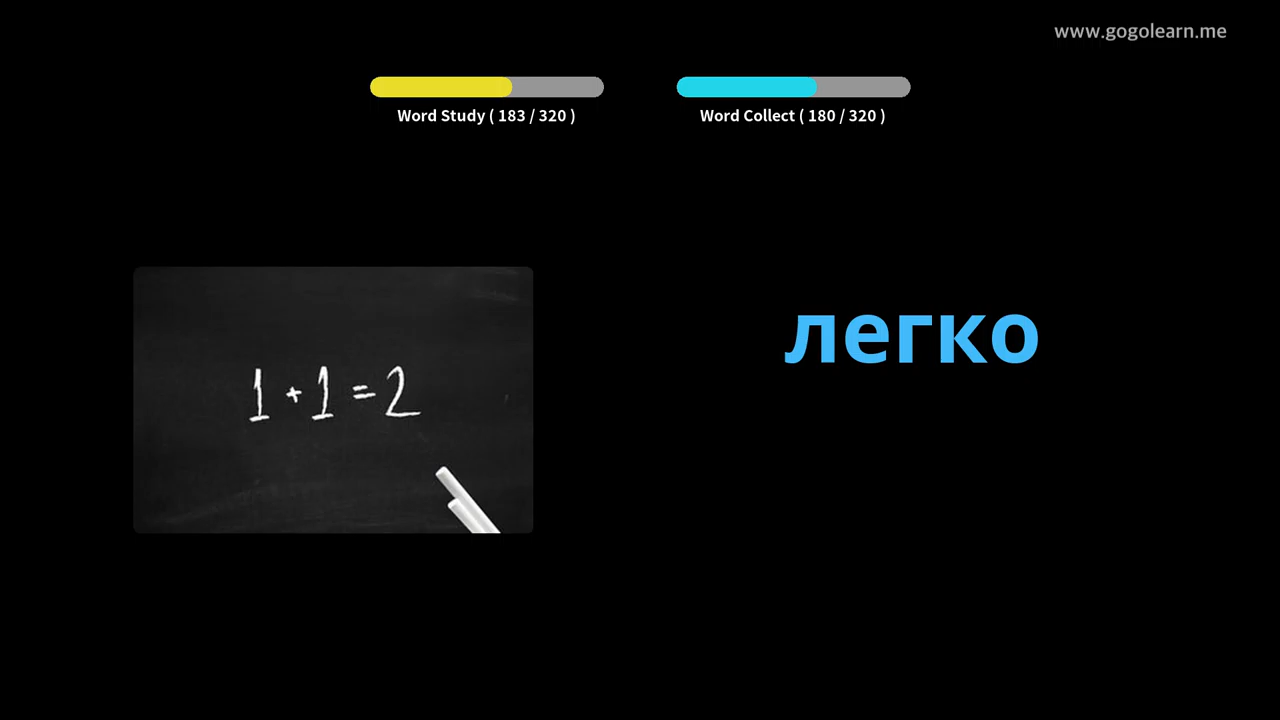 www.gogolearn.me
Word Study ( 183 / 320 )
Word Collect ( 180 / 320 )
легко
1 + 1 = 2